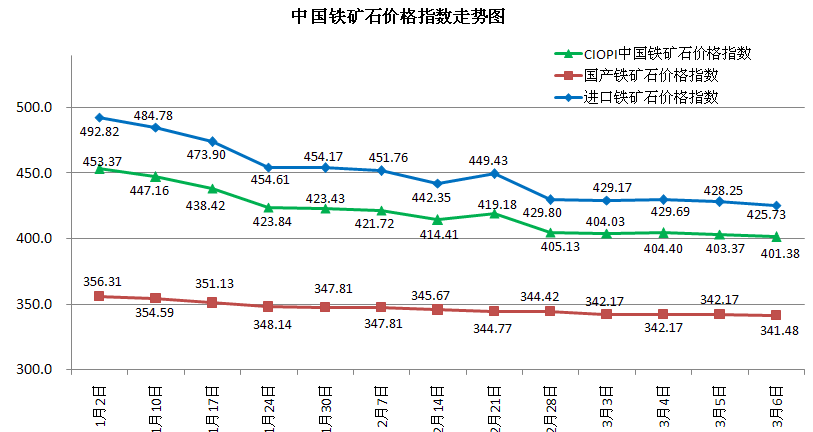 中国铁矿石价格指数走势图
CIOPI中国铁矿石价格指数
国产铁矿石价格指数
进口铁矿石价格指数
500.0
450.0
400.0
350.0
300.0
492.82
484.78
473.90
454.61
454.17
451.76
442.35
449.43
429.80
429.17
429.69
428.25
425.73
453.37
447.16
438.42
423.84
423.43
421.72
414.41
419.18
405.13
404.03
404.40
403.37
401.38
356.31
354.59
351.13
348.14
347.81
347.81
345.67
344.77
344.42
342.17
342.17
342.17
341.48
1月2日
1月10日
1月17日
1月24日
1月30日
2月7日
2月14日
2月21日
2月28日
3月3日
3月4日
3月5日
3月6日